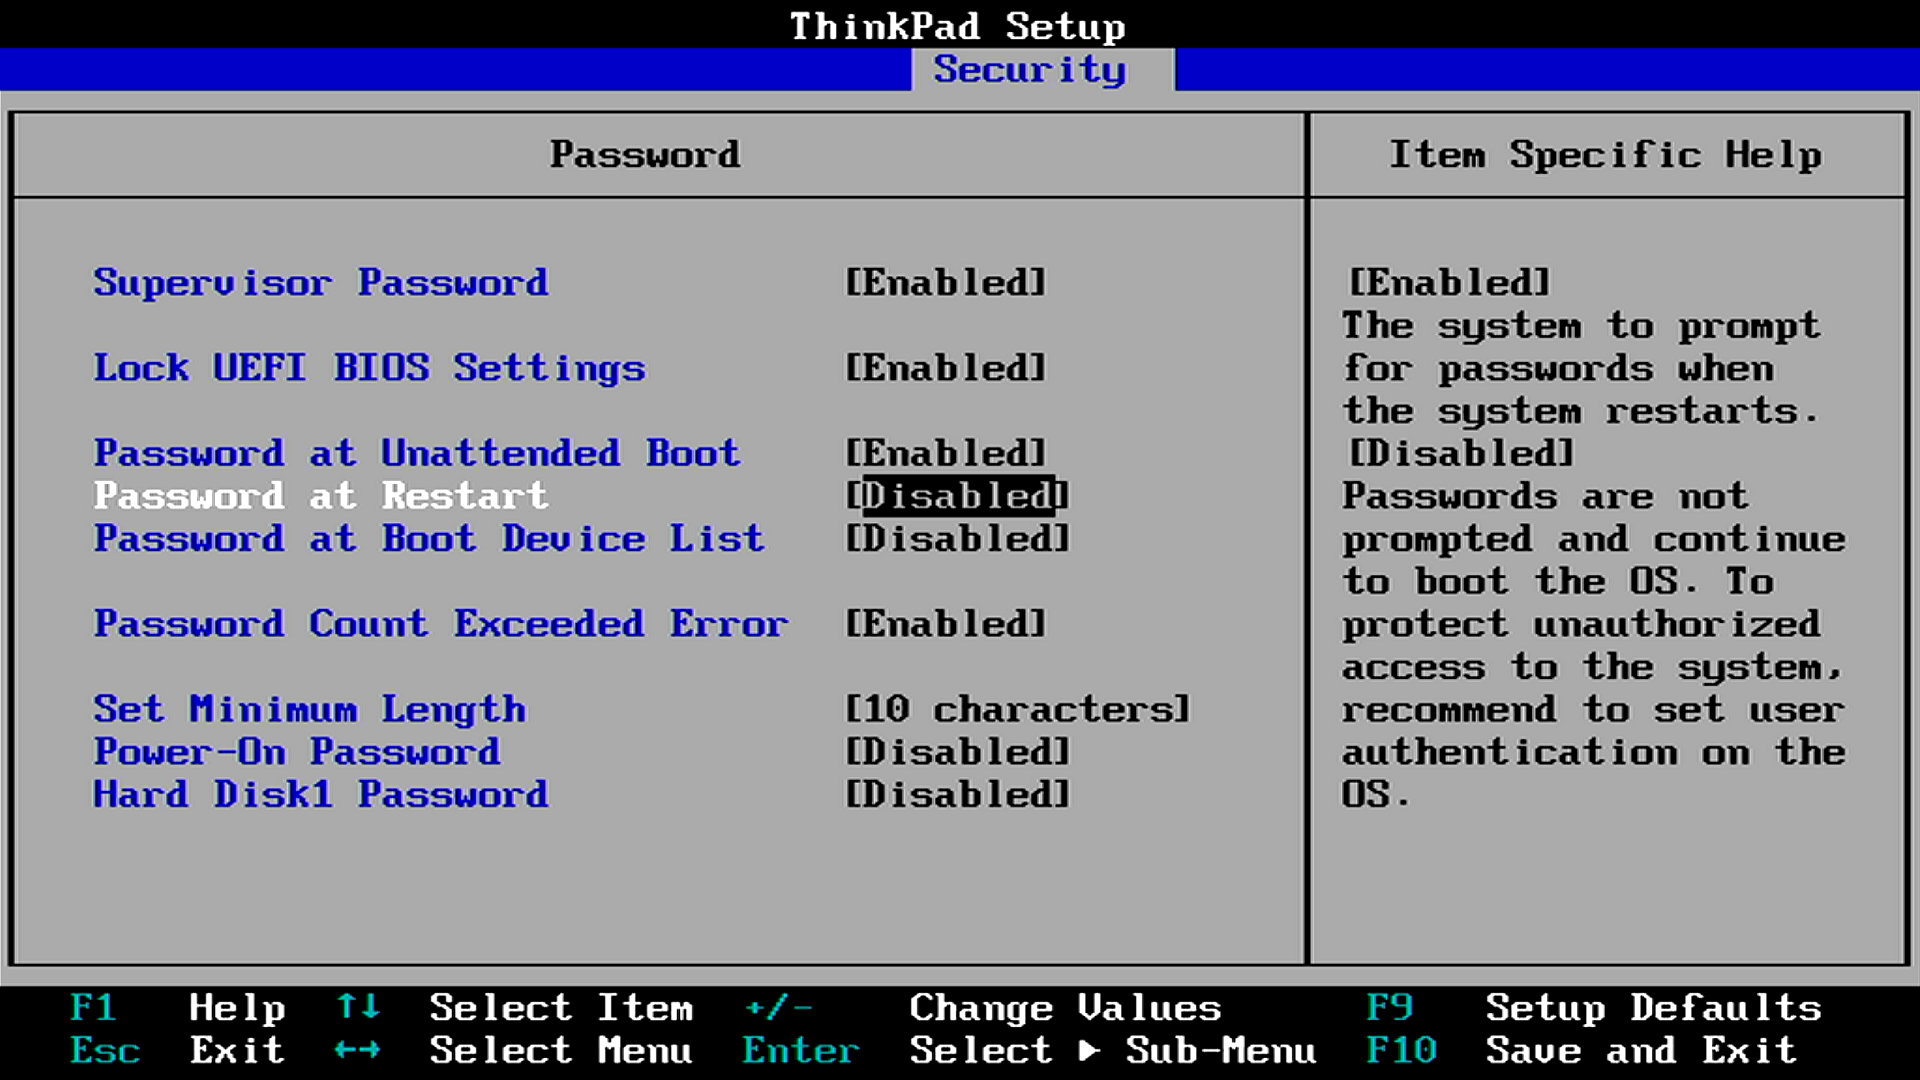 ThinkPad Setup
Security
Password
Item Specific Help
Supervisor Password [Enabled]
Lock UEFI BIOS Settings [Enabled]
Password at Unattended Boot [Enabled]
Password at Restart [Disabled]
Password at Boot Device List [Disabled]
Password Count Exceeded Error [Enabled]
Set Minimum Length [10 characters]
Power-On Password [Disabled]
Hard Disk1 Password [Disabled]
[Enabled]
The system to prompt
for passwords when
the system restarts.
[Disabled]
Passwords are not
prompted and continue
to boot the OS. To
protect unauthorized
access to the system,
recommend to set user
authentication on the
OS.
F1 Help ↑↓ Select Item +/- Change Values F9 Setup Defaults
Esc Exit ←→ Select Menu Enter Select ▶ Sub-Menu F10 Save and Exit